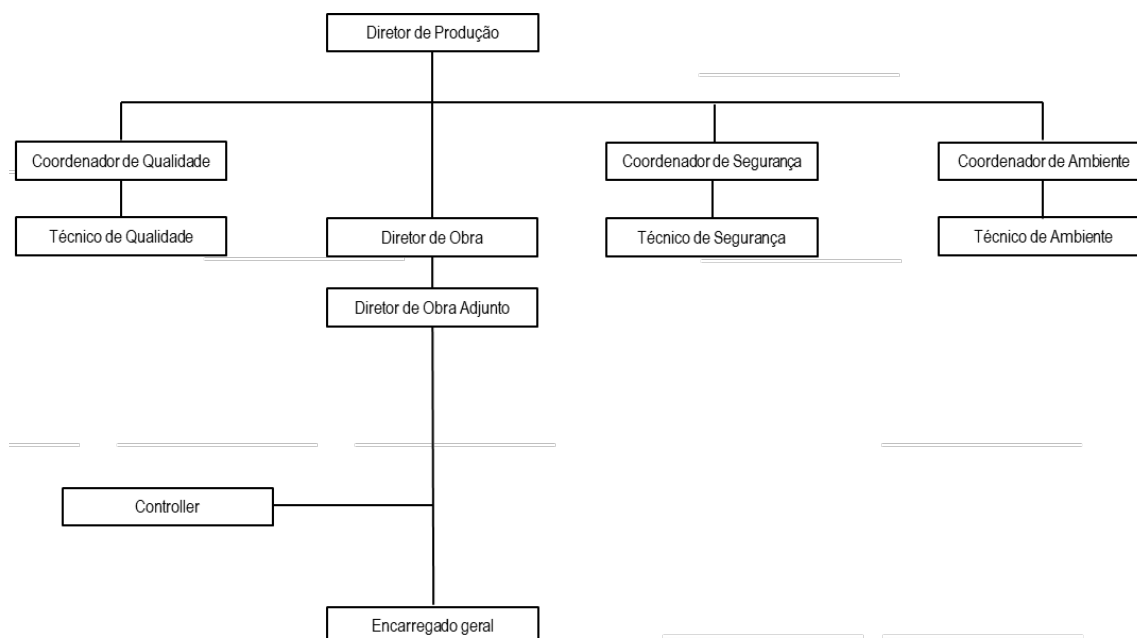 Diretor de Produção
Coordenador de Qualidade
Coordenador de Segurança
Coordenador de Ambiente
Técnico de Qualidade
Diretor de Obra
Técnico de Segurança
Técnico de Ambiente
Diretor de Obra Adjunto
Controller
Encarregado geral